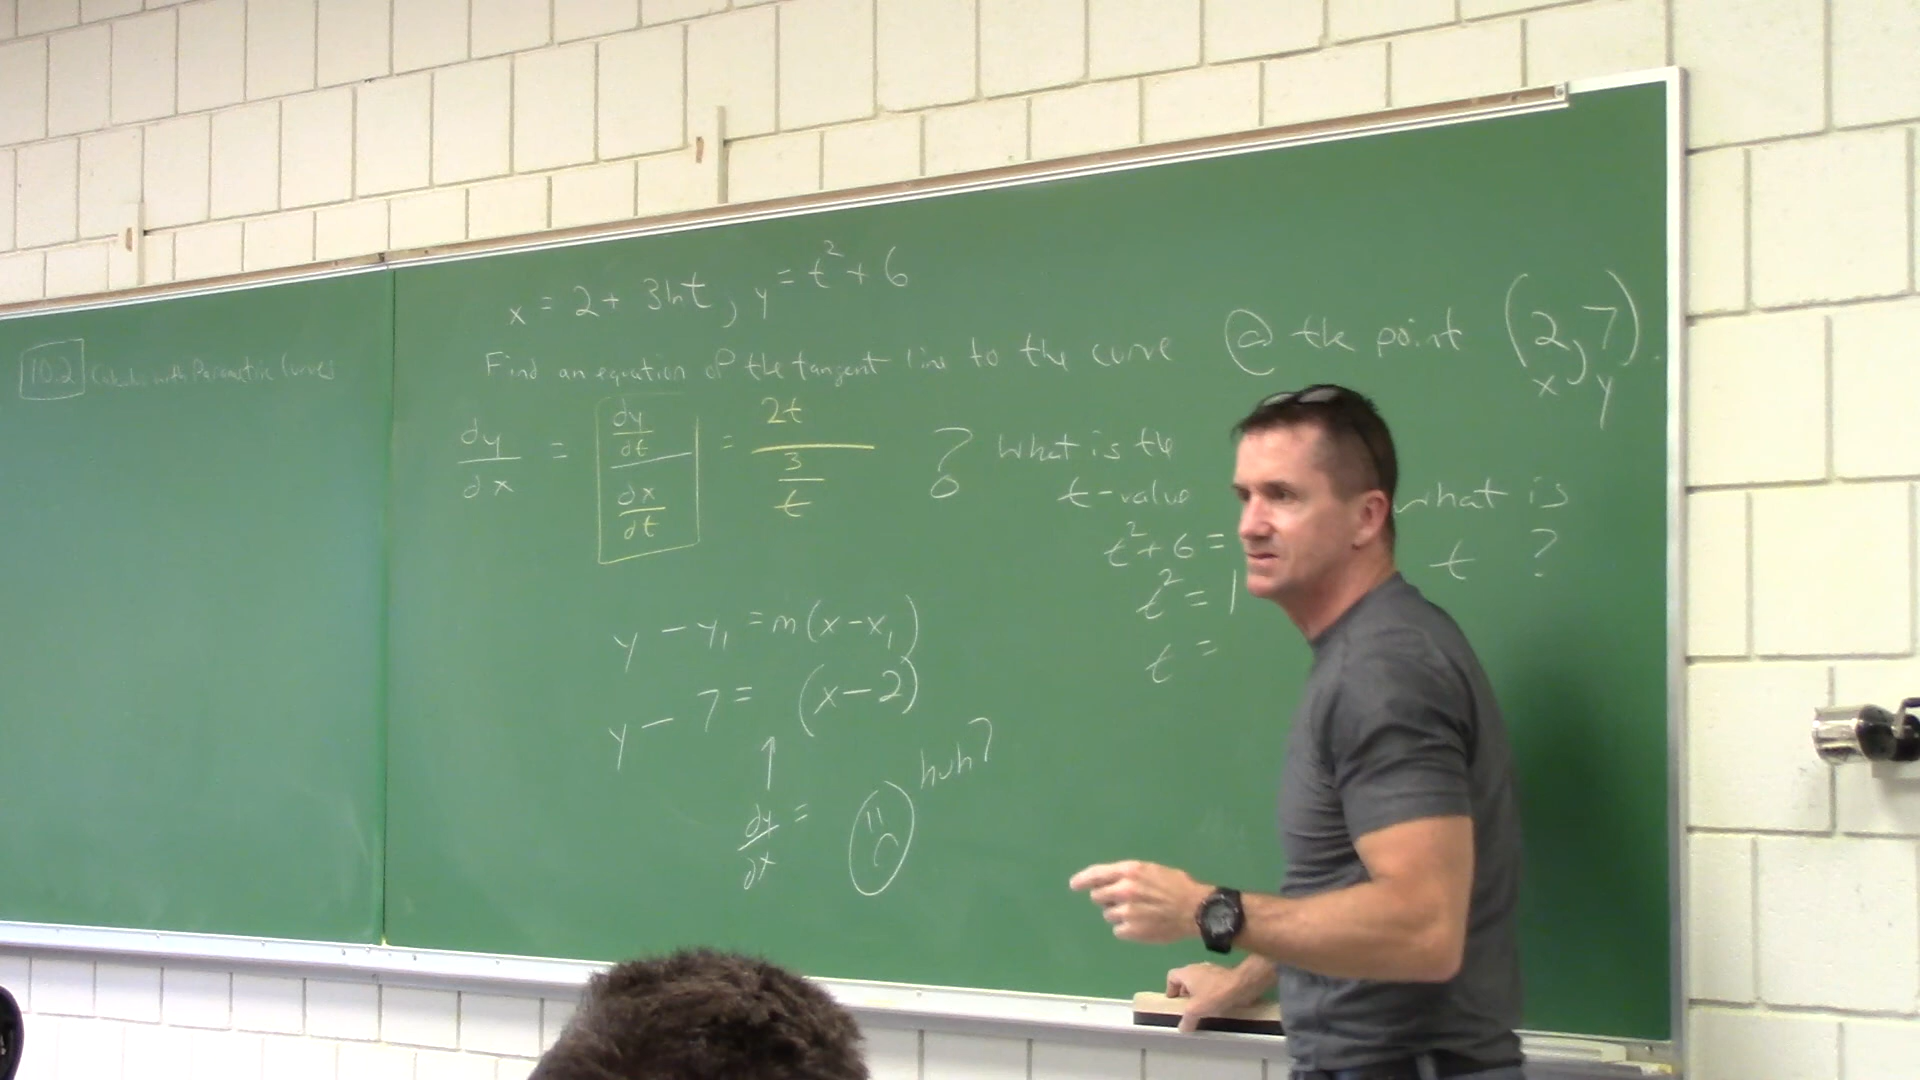 10.2 Calculus with Parametric Curves
x = 2 + 3 ln t, y = t² + 6
Find an equation of the tangent line to the curve @ the point (2, 7).
x y
dy/dx = (dy/dt)/(dx/dt) = 2t/(3/t)
? What is the
t-value
what is
t ?
t² + 6 =
t² = 1
t =
y - y₁ = m(x - x₁)
y - 7 = (x - 2)
↑
dy/dx =
huh?